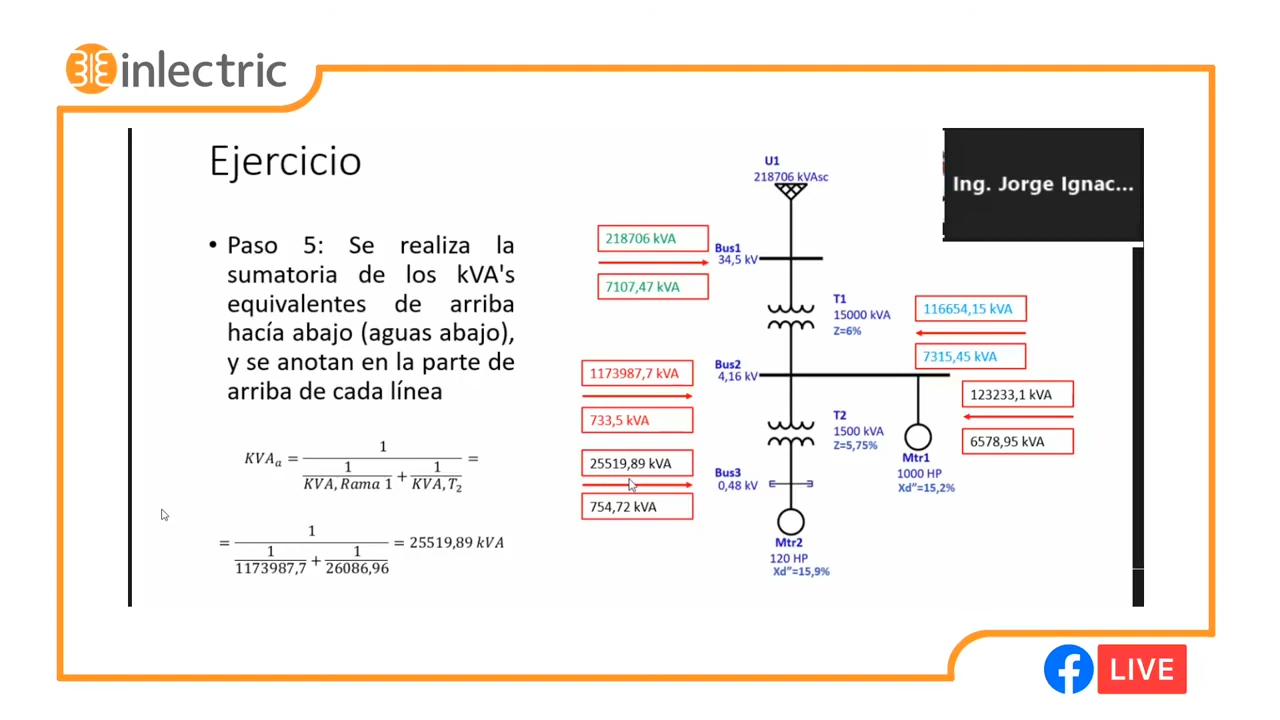 inlectric
Ejercicio
• Paso 5: Se realiza la
sumatoria de los kVA's
equivalentes de arriba
hacía abajo (aguas abajo),
y se anotan en la parte de
arriba de cada línea
KVAₐ = 1 / (1/KVA, Rama 1 + 1/KVA, T₂) =
= 1 / (1/1173987,7 + 1/26086,96) = 25519,89 KVA
U1
218706 kVAsc
218706 kVA
7107,47 kVA
Bus1
34,5 kV
T1
15000 kVA
Z=6%
116654,15 kVA
7315,45 kVA
1173987,7 kVA
733,5 kVA
Bus2
4,16 kV
123233,1 kVA
6578,95 kVA
T2
1500 kVA
Z=5,75%
Mtr1
1000 HP
Xd"=15,2%
25519,89 kVA
754,72 kVA
Bus3
0,48 kV
Mtr2
120 HP
Xd"=15,9%
Ing. Jorge Ignac...
LIVE